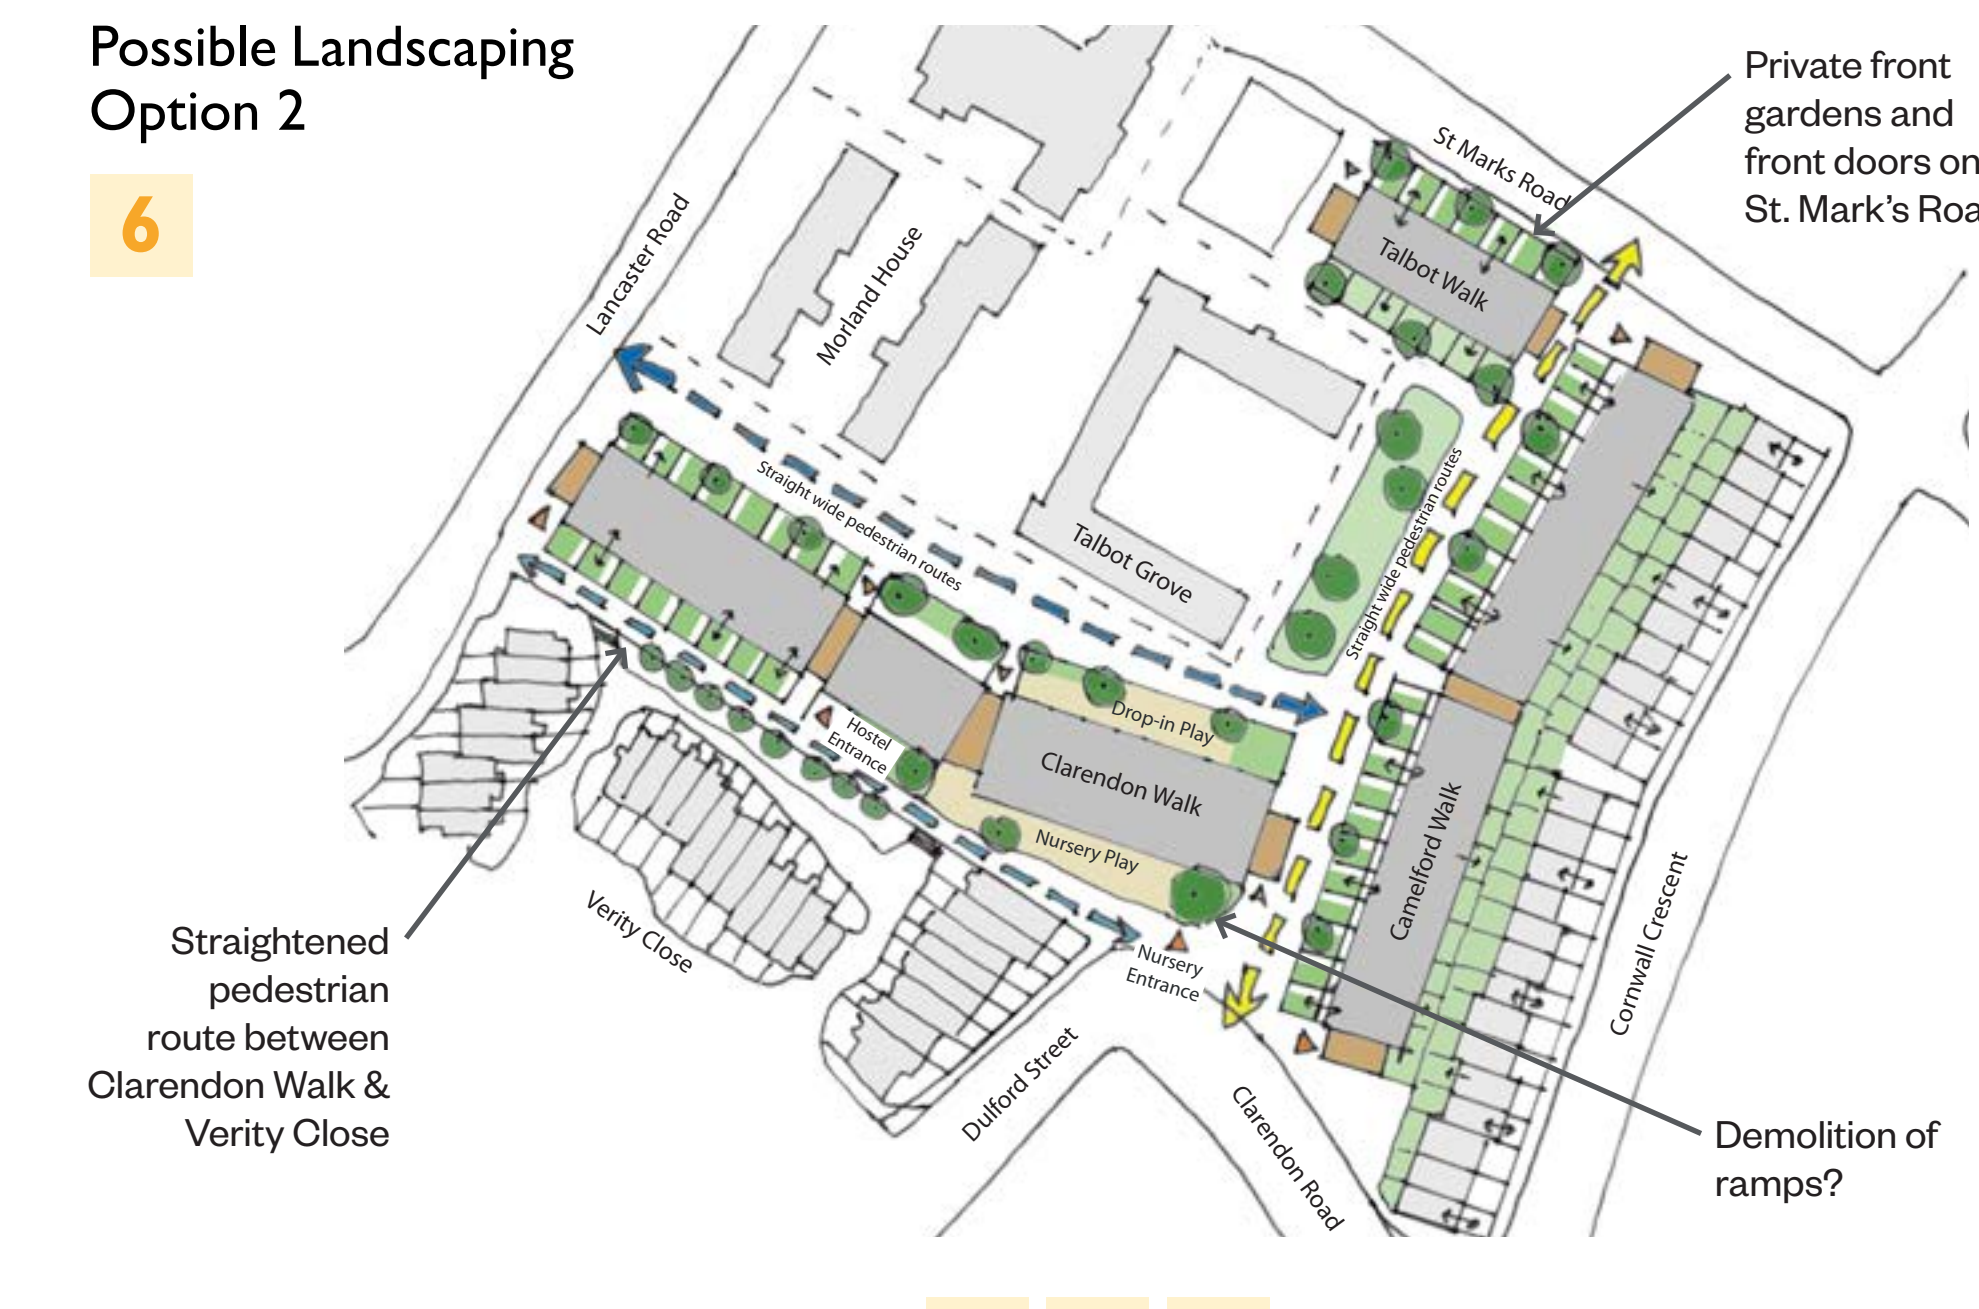 Possible Landscaping
Option 2
6
Private front
gardens and
front doors on
St. Mark's Roa
St Marks Road
Lancaster Road
Morland House
Talbot Walk
Straight wide pedestrian routes
Talbot Grove
Straight wide pedestrian routes
Drop-in Play
Hostel
Entrance
Clarendon Walk
Nursery Play
Camelford Walk
Verity Close
Nursery
Entrance
Cornwall Crescent
Dulford Street
Clarendon Road
Straightened
pedestrian
route between
Clarendon Walk &
Verity Close
Demolition of
ramps?